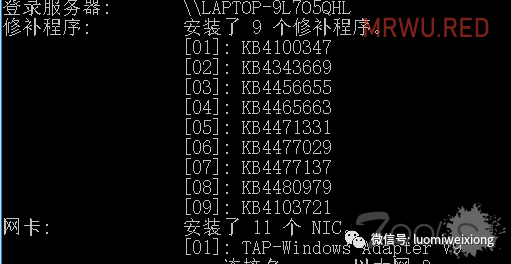 登录服务器: \\LAPTOP-9L7O5QHL
修补程序: 安装了 9 个修补程序。
MRWU.RED
[01]: KB4100347
[02]: KB4343669
[03]: KB4456655
[04]: KB4465663
[05]: KB4471331
[06]: KB4477029
[07]: KB4477137
[08]: KB4480979
[09]: KB4103721
网卡: 安装了 11 个 NIC。
微信号: luomiweixiong
[01]: TAP-Windows Adapter V9